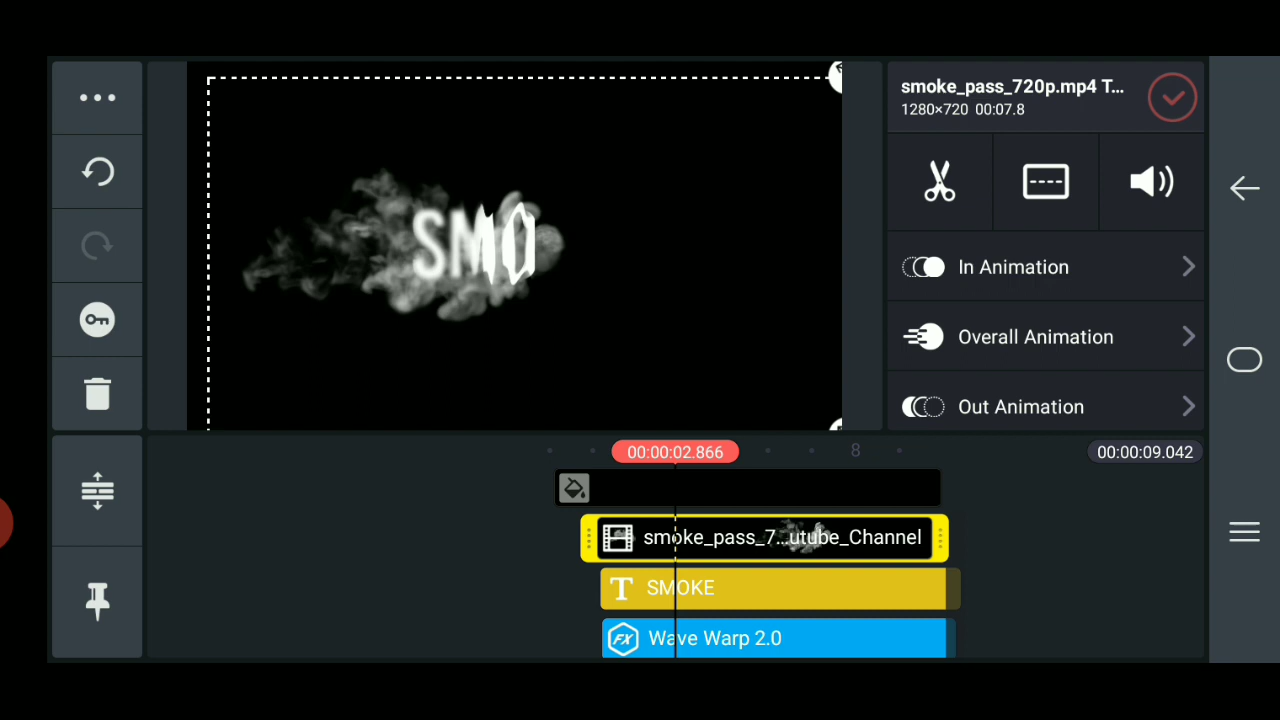 SMO
smoke_pass_720p.mp4 T...
1280×720 00:07.8
In Animation
Overall Animation
Out Animation
00:00:02.866
8
00:00:09.042
smoke_pass_7...utube_Channel
T SMOKE
FX Wave Warp 2.0